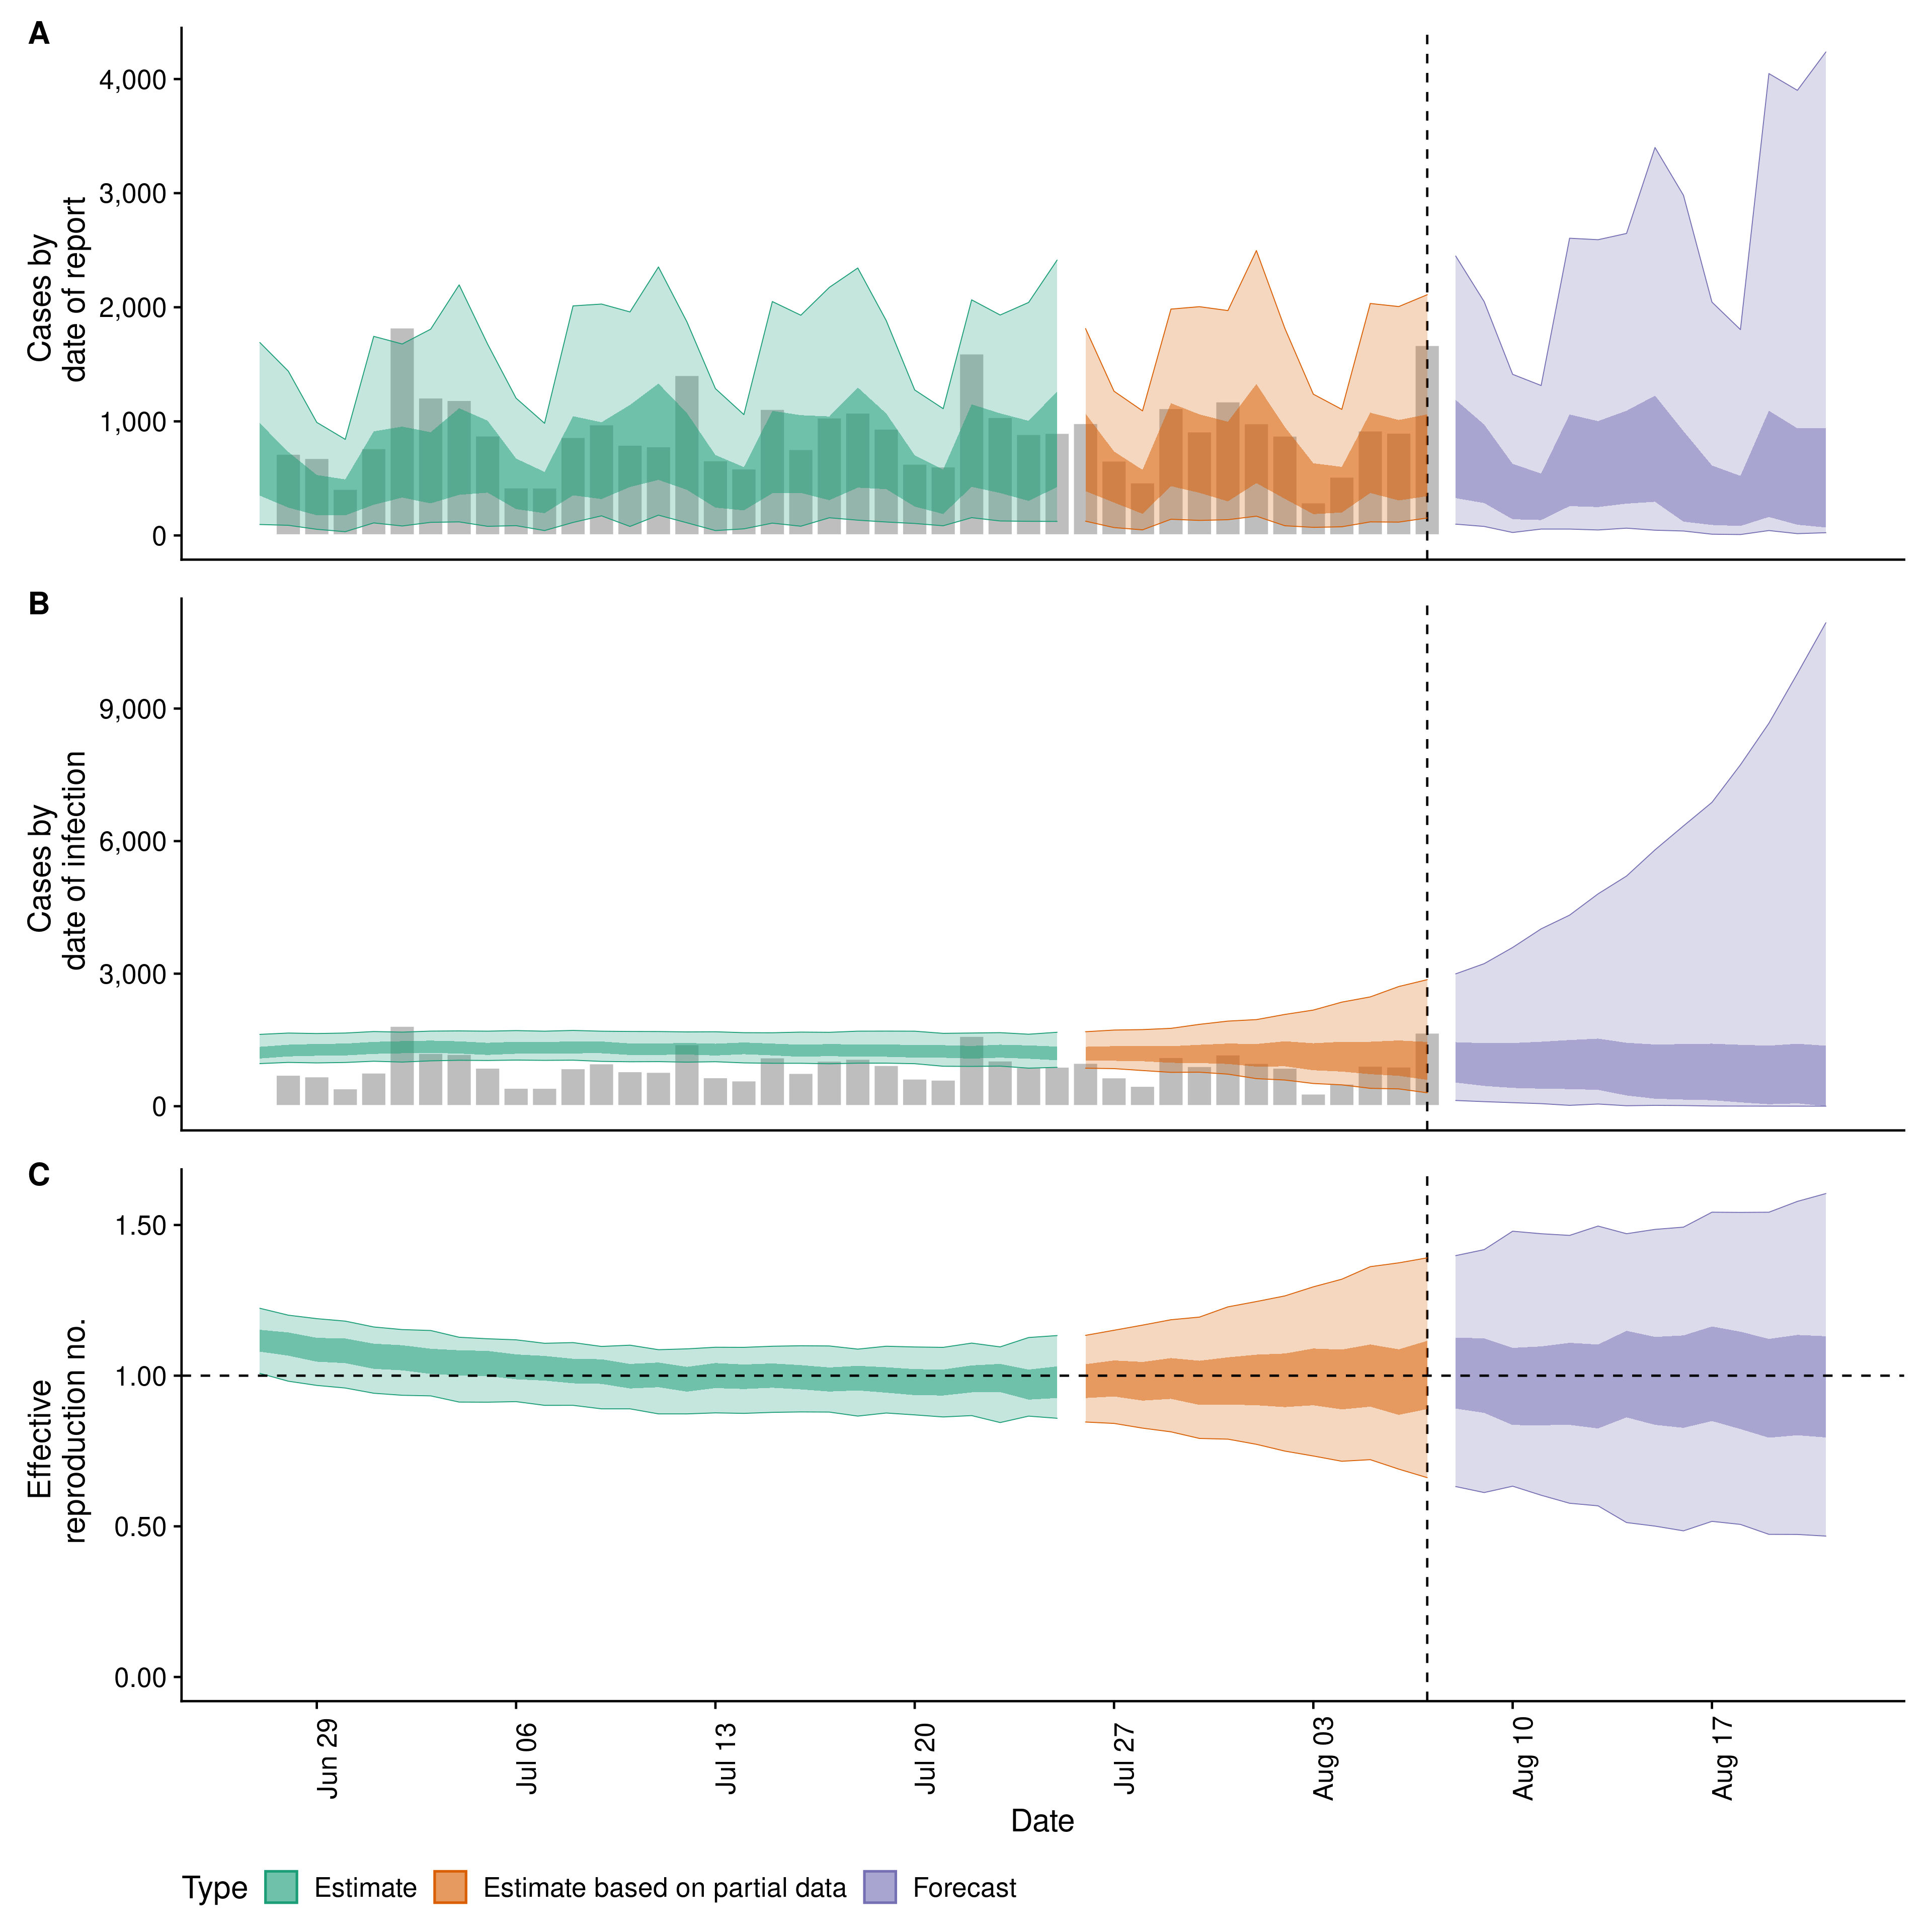 A
4,000
3,000
2,000
1,000
0
Cases by
date of report
B
9,000
6,000
3,000
0
Cases by
date of infection
C
1.50
1.00
0.50
0.00
Effective
reproduction no.
Jun 29
Jul 06
Jul 13
Jul 20
Jul 27
Aug 03
Aug 10
Aug 17
Date
Type Estimate Estimate based on partial data Forecast